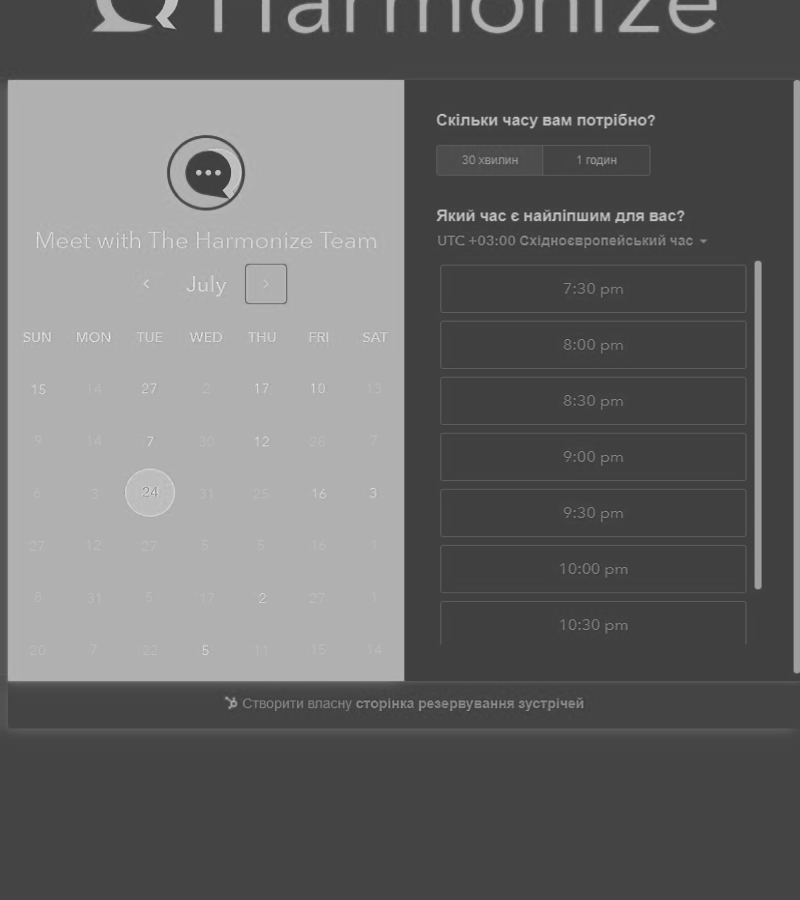 Harmonize
Meet with The Harmonize Team
July
SUN MON TUE WED THU FRI SAT
15 14 27 2 17 10 13
9 14 7 30 12 28 7
6 3 24 31 25 16 3
27 12 27 5 5 16
8 31 5 17 2 27
20 7 22 5 11 15 14
Скільки часу вам потрібно?
30 хвилин 1 годин
Який час є найліпшим для вас?
UTC +03:00 Східноєвропейський час
7:30 pm
8:00 pm
8:30 pm
9:00 pm
9:30 pm
10:00 pm
10:30 pm
Створити власну сторінка резервування зустрічей